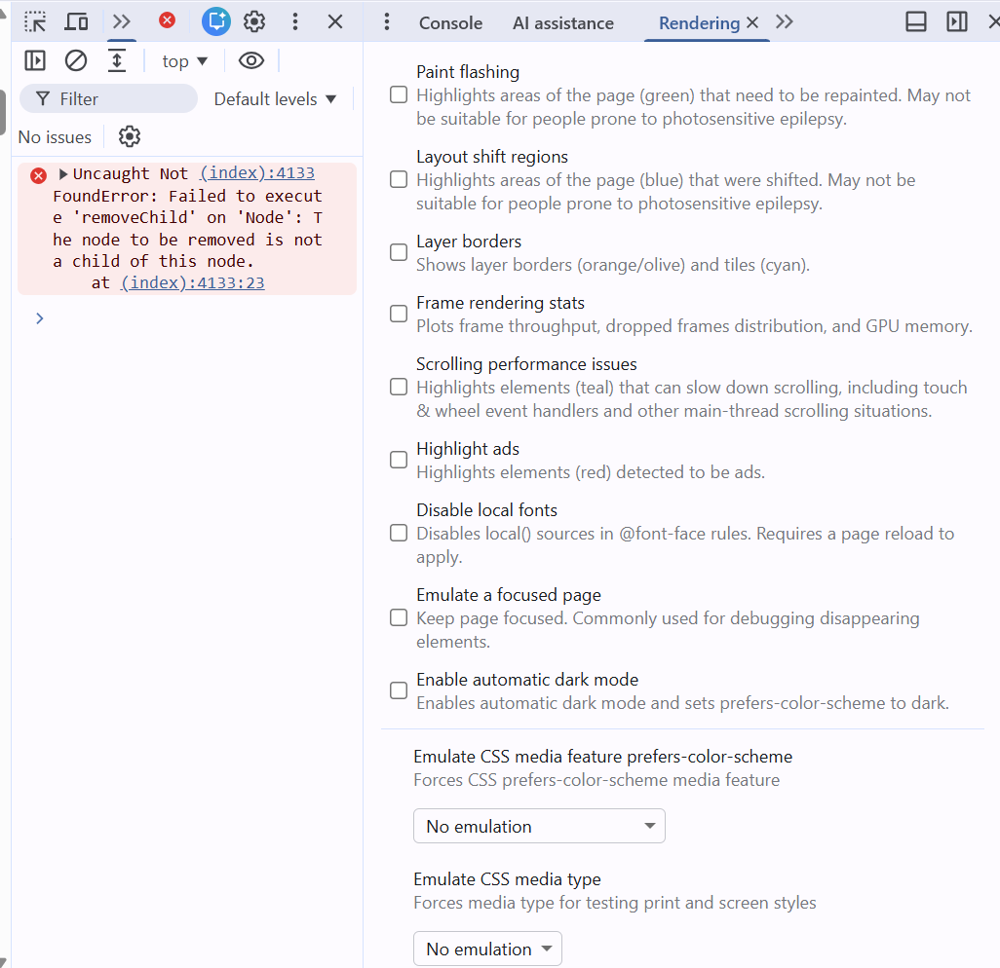 Console
AI assistance
Rendering
top
Filter
Default levels
No issues
Uncaught Not (index):4133
FoundError: Failed to execut
e 'removeChild' on 'Node': T
he node to be removed is not
a child of this node.
at (index):4133:23
Paint flashing
Highlights areas of the page (green) that need to be repainted. May not
be suitable for people prone to photosensitive epilepsy.
Layout shift regions
Highlights areas of the page (blue) that were shifted. May not be
suitable for people prone to photosensitive epilepsy.
Layer borders
Shows layer borders (orange/olive) and tiles (cyan).
Frame rendering stats
Plots frame throughput, dropped frames distribution, and GPU memory.
Scrolling performance issues
Highlights elements (teal) that can slow down scrolling, including touch
& wheel event handlers and other main-thread scrolling situations.
Highlight ads
Highlights elements (red) detected to be ads.
Disable local fonts
Disables local() sources in @font-face rules. Requires a page reload to
apply.
Emulate a focused page
Keep page focused. Commonly used for debugging disappearing
elements.
Enable automatic dark mode
Enables automatic dark mode and sets prefers-color-scheme to dark.
Emulate CSS media feature prefers-color-scheme
Forces CSS prefers-color-scheme media feature
No emulation
Emulate CSS media type
Forces media type for testing print and screen styles
No emulation